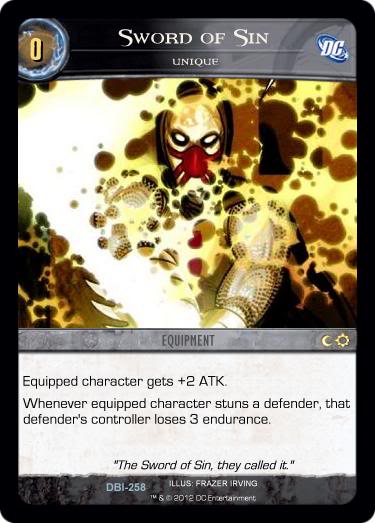 SWORD OF SIN
0
DC
UNIQUE
EQUIPMENT
Equipped character gets +2 ATK.
Whenever equipped character stuns a defender, that
defender's controller loses 3 endurance.
"The Sword of Sin, they called it."
DBI-258 ILLUS: FRAZER IRVING
™ & © 2012 DC Entertainment